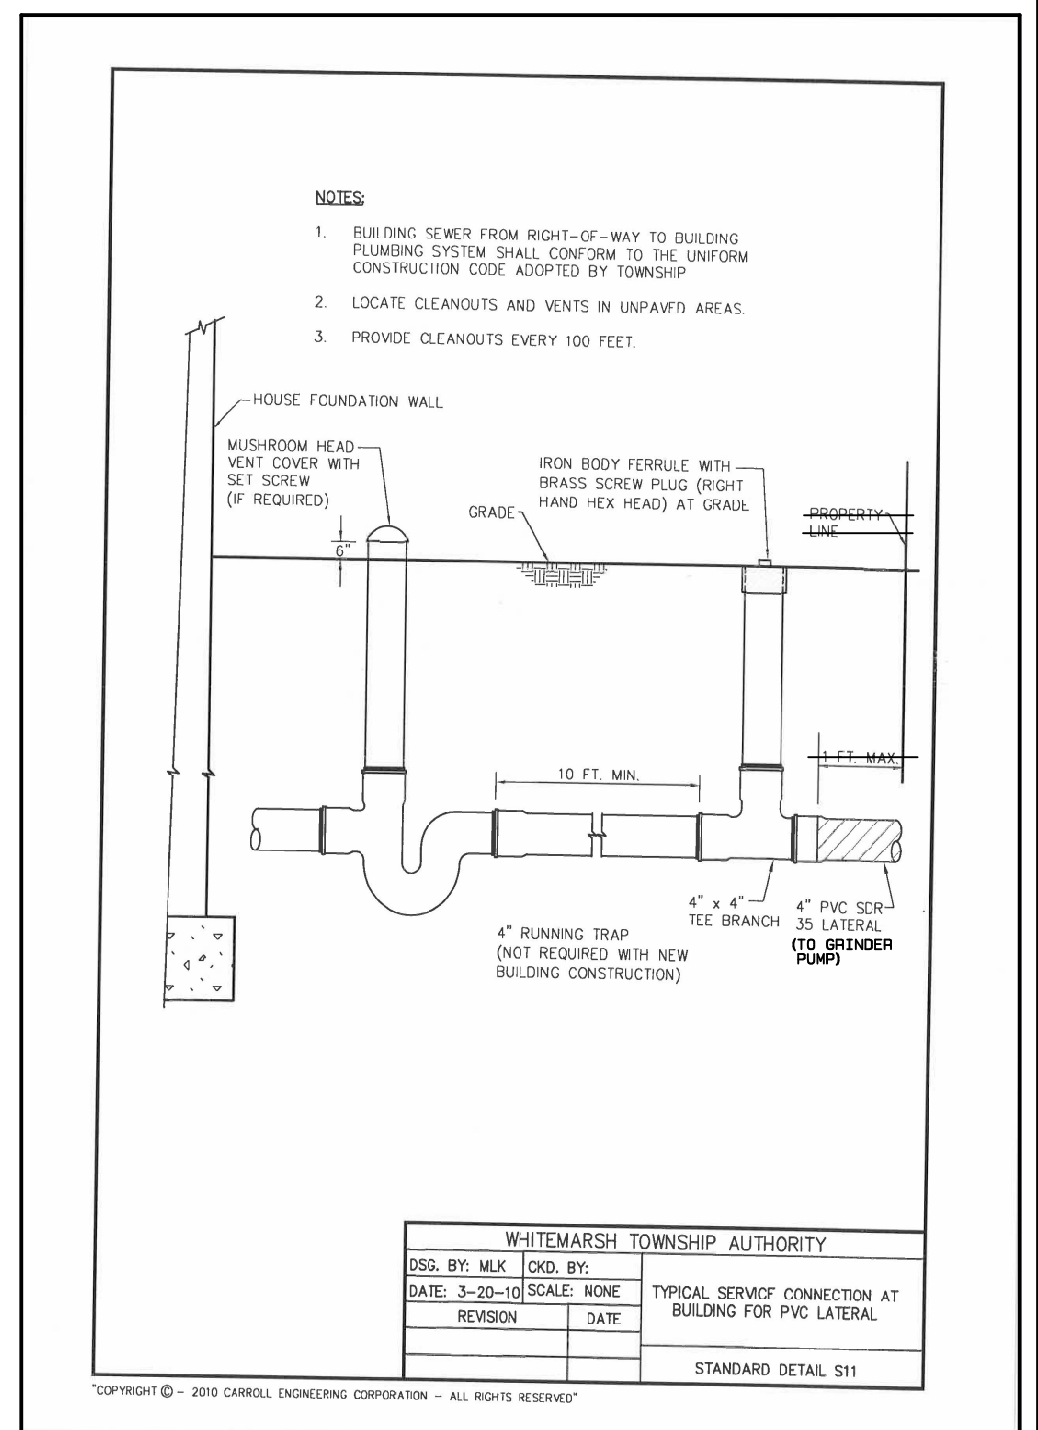 NOTES:
1. BUILDING SEWER FROM RIGHT-OF-WAY TO BUILDING
PLUMBING SYSTEM SHALL CONFORM TO THE UNIFORM
CONSTRUCTION CODE ADOPTED BY TOWNSHIP
2. LOCATE CLEANOUTS AND VENTS IN UNPAVED AREAS.
3. PROVIDE CLEANOUTS EVERY 100 FEET.
HOUSE FOUNDATION WALL
MUSHROOM HEAD
VENT COVER WITH
SET SCREW
(IF REQUIRED)
6"
GRADE
IRON BODY FERRULE WITH
BRASS SCREW PLUG (RIGHT
HAND HEX HEAD) AT GRADE
PROPERTY
LINE
1 FT. MAX.
10 FT. MIN.
4" x 4"
TEE BRANCH
4" PVC SDR
35 LATERAL
(TO GRINDER
PUMP)
4" RUNNING TRAP
(NOT REQUIRED WITH NEW
BUILDING CONSTRUCTION)
WHITEMARSH TOWNSHIP AUTHORITY
DSG. BY: MLK CKD. BY:
DATE: 3-20-10 SCALE: NONE
REVISION DATE
TYPICAL SERVICE CONNECTION AT
BUILDING FOR PVC LATERAL
STANDARD DETAIL S11
"COPYRIGHT © - 2010 CARROLL ENGINEERING CORPORATION - ALL RIGHTS RESERVED"